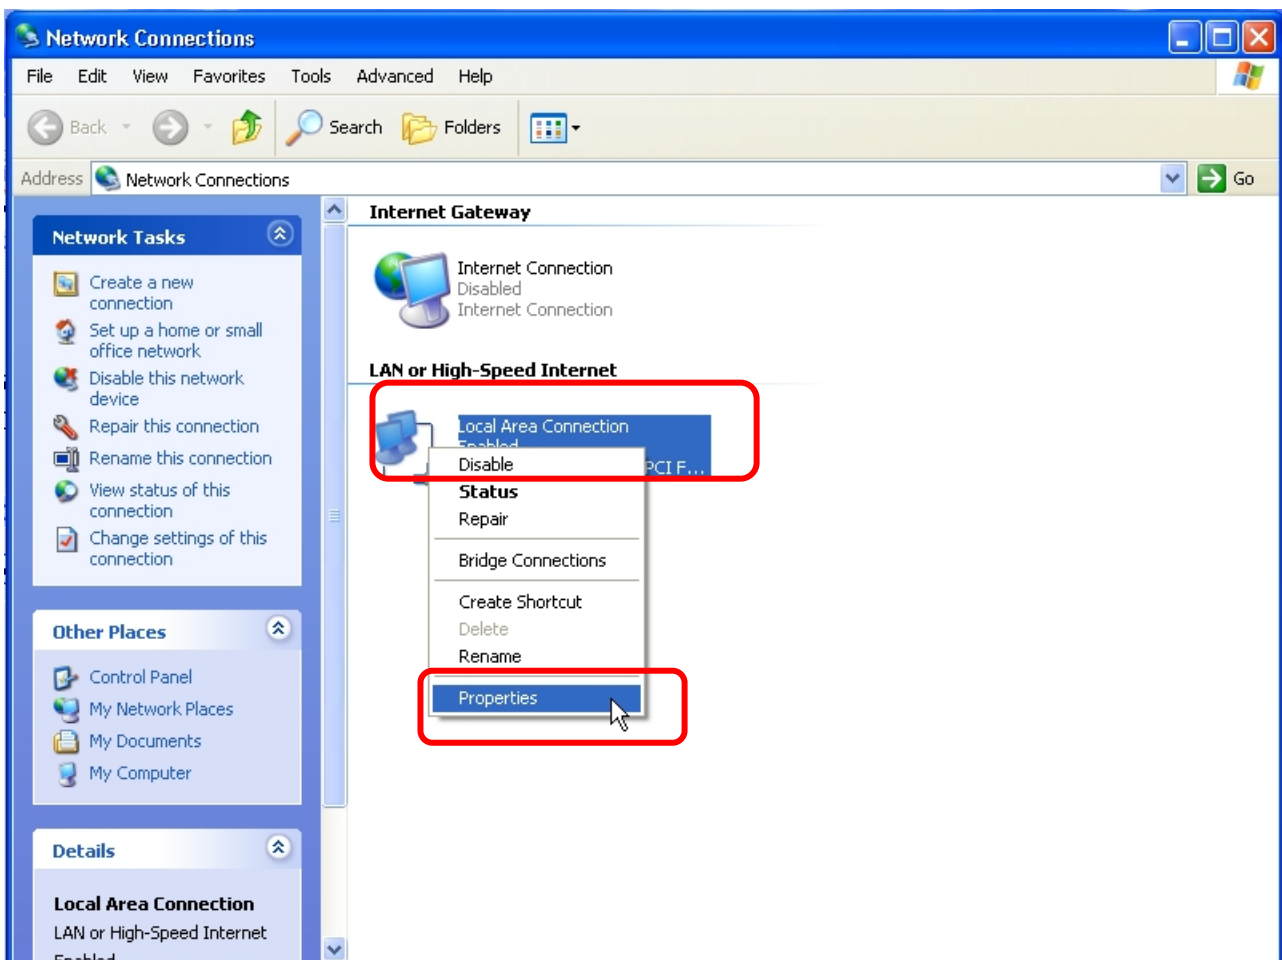 Network Connections
File Edit View Favorites Tools Advanced Help
Back Search Folders
Address Network Connections Go
Network Tasks
Create a new
connection
Set up a home or small
office network
Disable this network
device
Repair this connection
Rename this connection
View status of this
connection
Change settings of this
connection
Other Places
Control Panel
My Network Places
My Documents
My Computer
Details
Local Area Connection
LAN or High-Speed Internet
Enabled
Internet Gateway
Internet Connection
Disabled
Internet Connection
LAN or High-Speed Internet
Local Area Connection
Enabled
PCI F...
Disable
Status
Repair
Bridge Connections
Create Shortcut
Delete
Rename
Properties